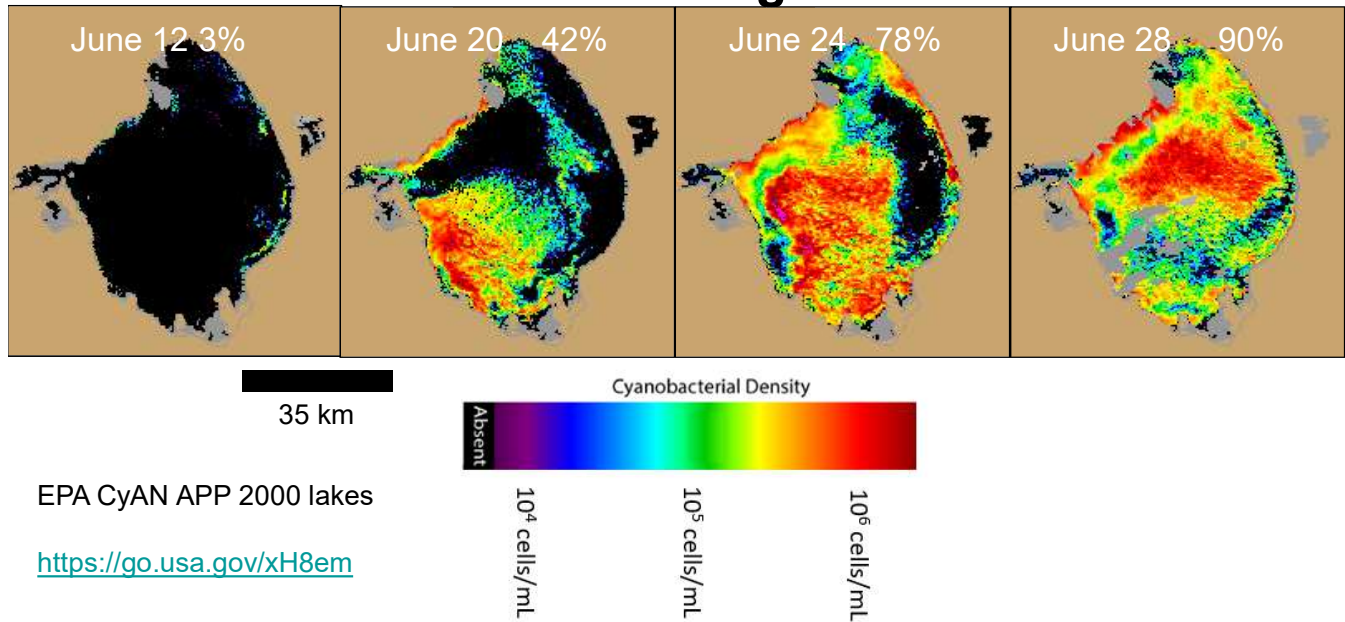 June 12 3%
June 20 42%
June 24 78%
June 28 90%
35 km
Cyanobacterial Density
Absent
10⁴ cells/mL
10⁵ cells/mL
10⁶ cells/mL
EPA CyAN APP 2000 lakes
https://go.usa.gov/xH8em